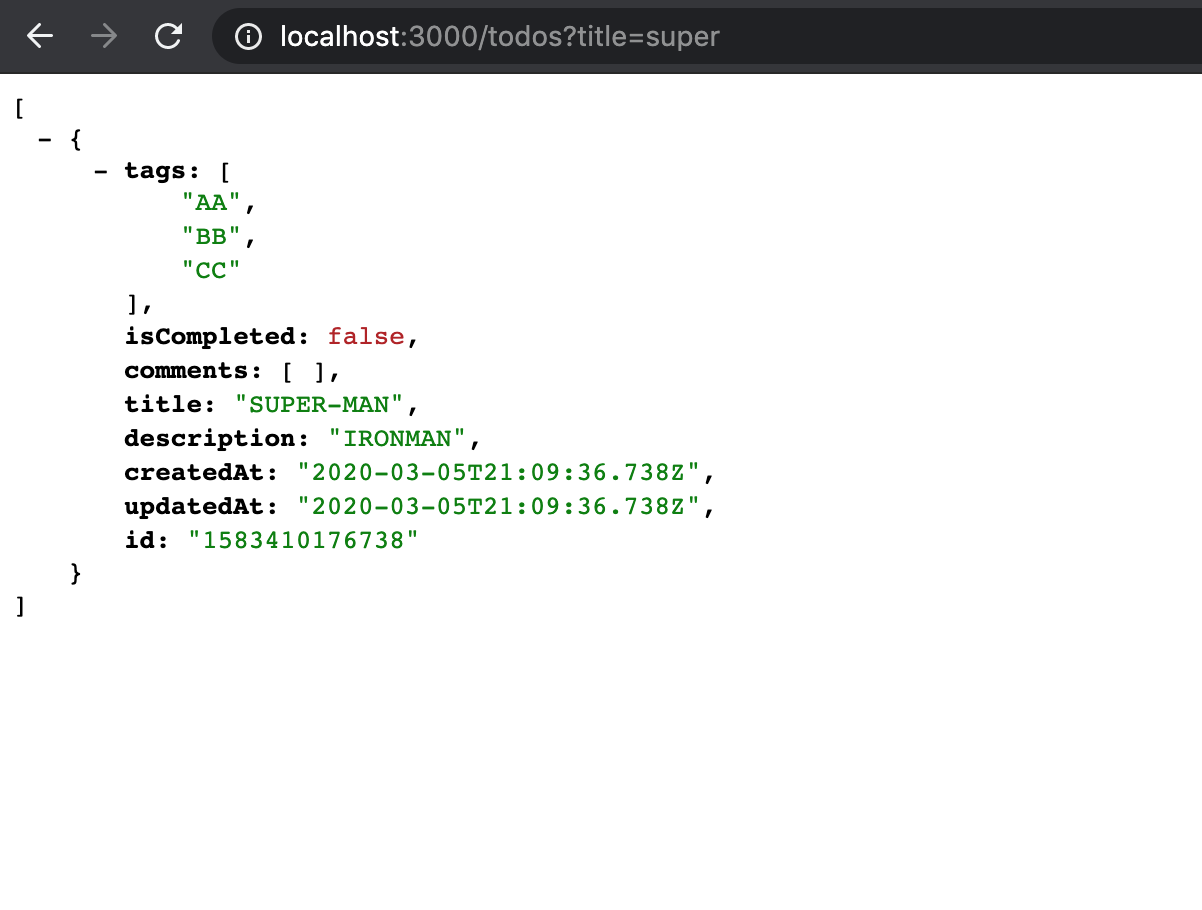 localhost:3000/todos?title=super
[
- {
- tags: [
"AA",
"BB",
"CC"
],
isCompleted: false,
comments: [ ],
title: "SUPER-MAN",
description: "IRONMAN",
createdAt: "2020-03-05T21:09:36.738Z",
updatedAt: "2020-03-05T21:09:36.738Z",
id: "1583410176738"
}
]